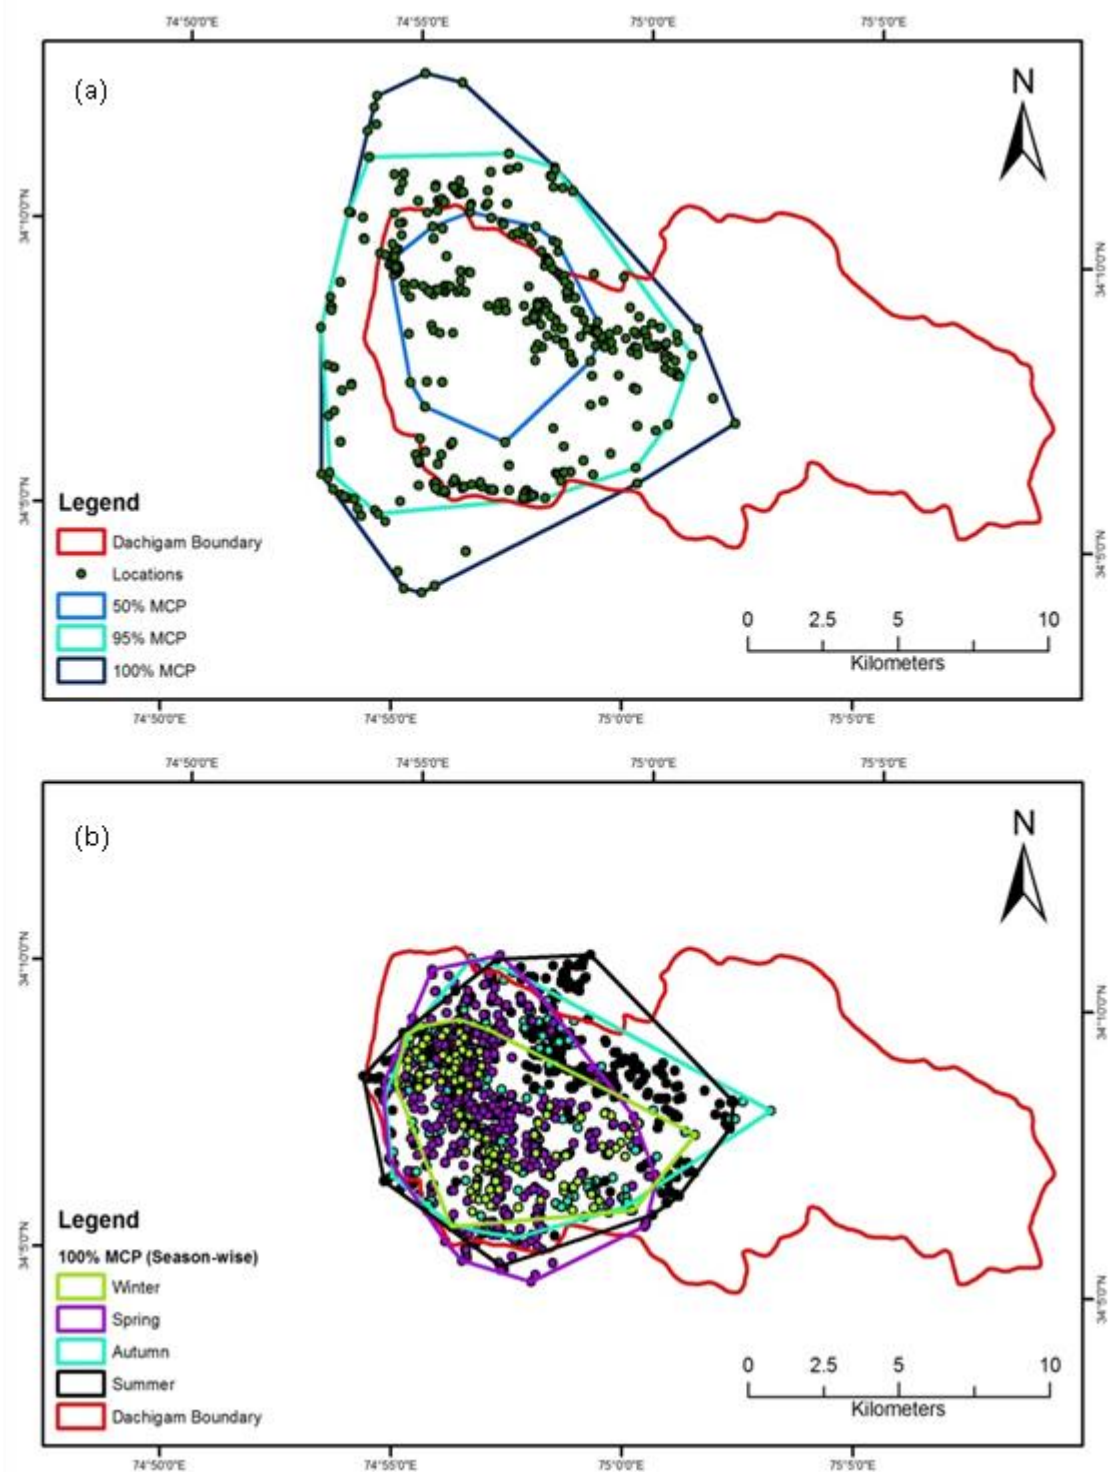 74°50'0"E
74°55'0"E
75°0'0"E
75°5'0"E
(a)
N
34°10'0"N
34°10'0"N
34°5'0"N
34°5'0"N
Legend
Dachigam Boundary
Locations
50% MCP
95% MCP
100% MCP
0 2.5 5 10
Kilometers
74°50'0"E
74°55'0"E
75°0'0"E
75°5'0"E
74°50'0"E
74°55'0"E
75°0'0"E
75°5'0"E
(b)
N
34°10'0"N
34°10'0"N
34°5'0"N
34°5'0"N
Legend
100% MCP (Season-wise)
Winter
Spring
Autumn
Summer
Dachigam Boundary
0 2.5 5 10
Kilometers
74°50'0"E
74°55'0"E
75°0'0"E
75°5'0"E